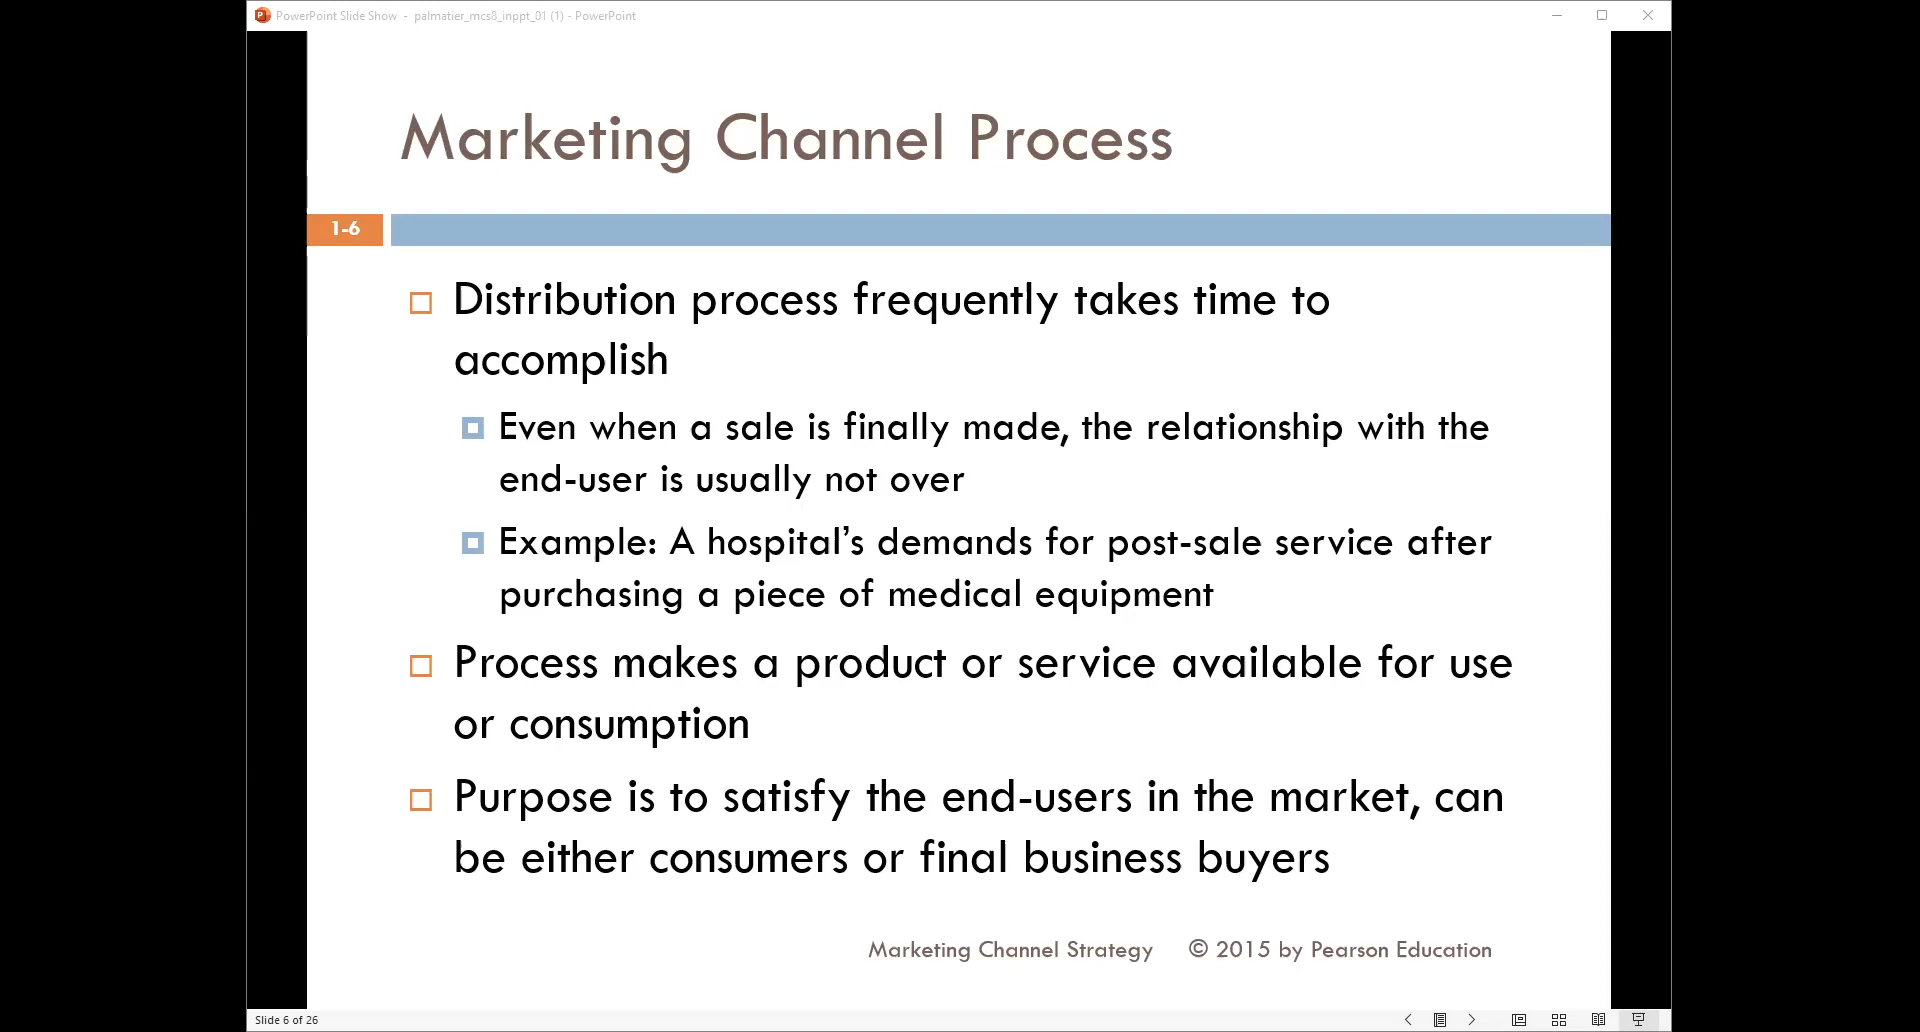 PowerPoint Slide Show - palmatier_mcs8_inppt_01 (1) - PowerPoint
Marketing Channel Process
1-6
Distribution process frequently takes time to
accomplish
Even when a sale is finally made, the relationship with the
end-user is usually not over
Example: A hospital’s demands for post-sale service after
purchasing a piece of medical equipment
Process makes a product or service available for use
or consumption
Purpose is to satisfy the end-users in the market, can
be either consumers or final business buyers
Marketing Channel Strategy © 2015 by Pearson Education
Slide 6 of 26